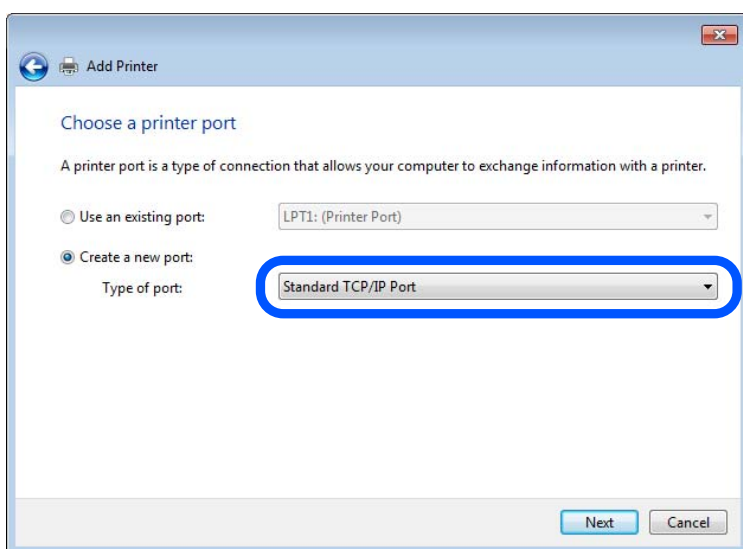 Add Printer
Choose a printer port
A printer port is a type of connection that allows your computer to exchange information with a printer.
Use an existing port: LPT1: (Printer Port)
Create a new port:
Type of port: Standard TCP/IP Port
Next Cancel